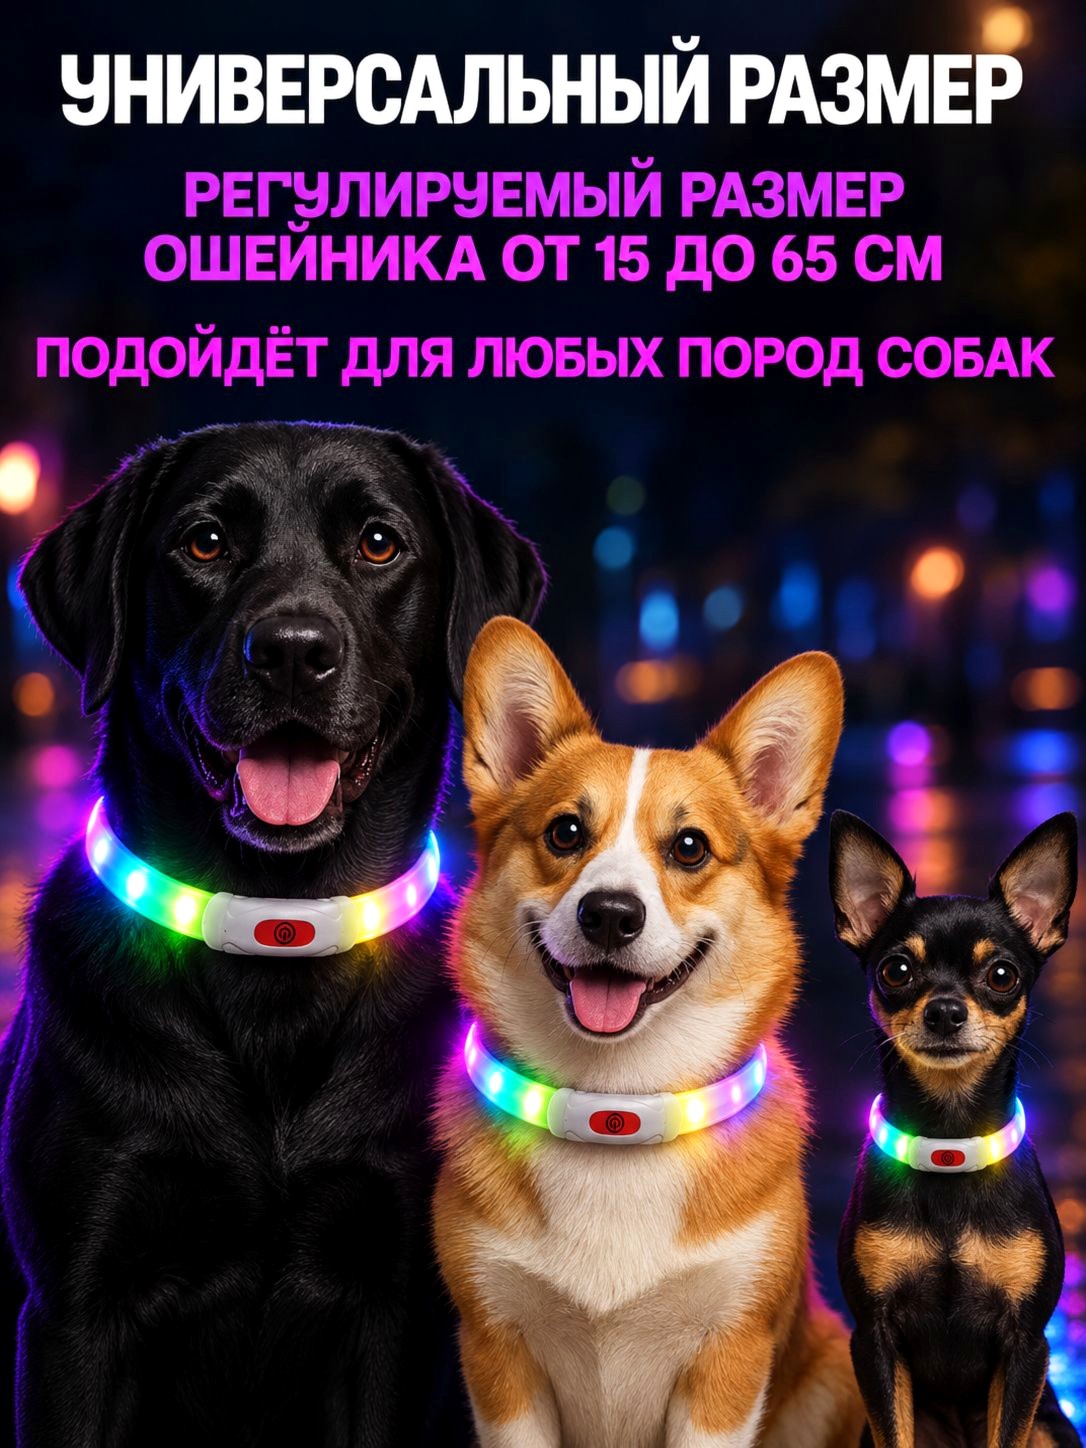 УНИВЕРСАЛЬНЫЙ РАЗМЕР
РЕГУЛИРУЕМЫЙ РАЗМЕР
ОШЕЙНИКА ОТ 15 ДО 65 СМ
ПОДОЙДЁТ ДЛЯ ЛЮБЫХ ПОРОД СОБАК